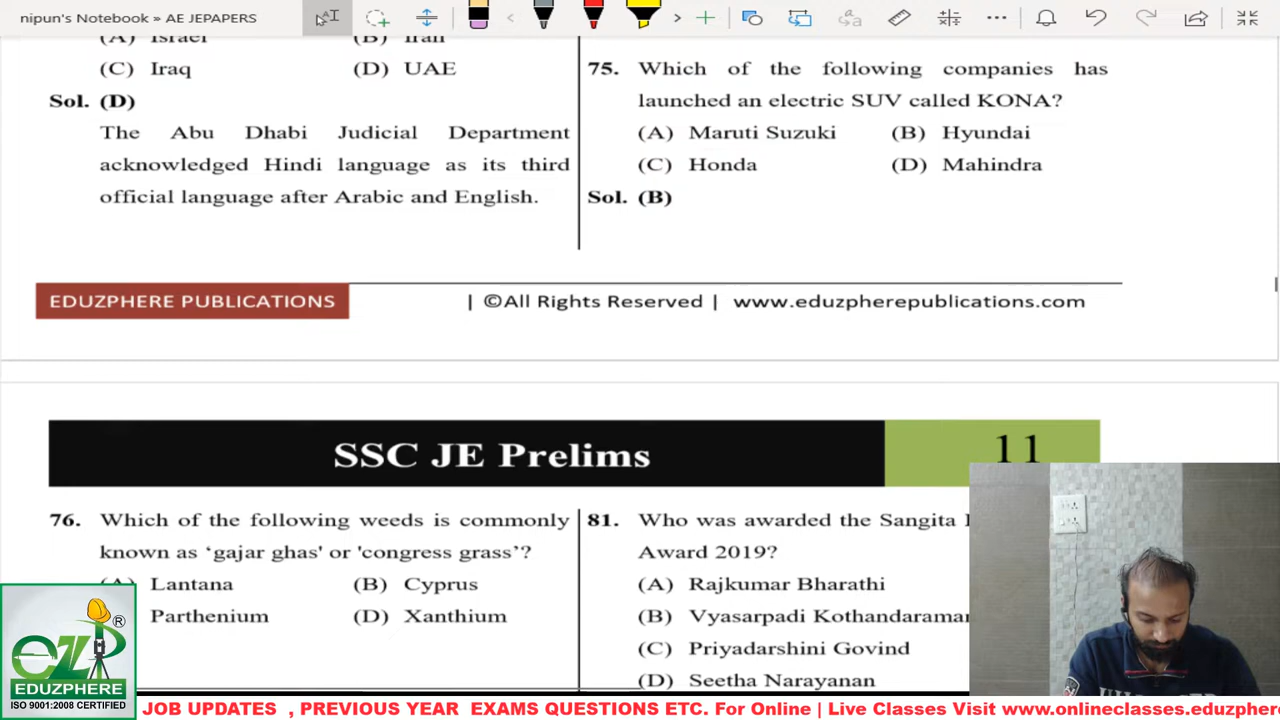 nipun's Notebook » AE JEPAPERS
(A) Israel (B) Iran
(C) Iraq (D) UAE
Sol. (D)
The Abu Dhabi Judicial Department
acknowledged Hindi language as its third
official language after Arabic and English.
75. Which of the following companies has
launched an electric SUV called KONA?
(A) Maruti Suzuki (B) Hyundai
(C) Honda (D) Mahindra
Sol. (B)
EDUZPHERE PUBLICATIONS | ©All Rights Reserved | www.eduzpherepublications.com
SSC JE Prelims 11
76. Which of the following weeds is commonly
known as ‘gajar ghas' or 'congress grass’?
(A) Lantana (B) Cyprus
Parthenium (D) Xanthium
81. Who was awarded the Sangita
Award 2019?
(A) Rajkumar Bharathi
(B) Vyasarpadi Kothandaraman
(C) Priyadarshini Govind
(D) Seetha Narayanan
eZP ®
EDUZPHERE
ISO 9001:2008 CERTIFIED
JOB UPDATES , PREVIOUS YEAR EXAMS QUESTIONS ETC. For Online | Live Classes Visit www.onlineclasses.eduzphere